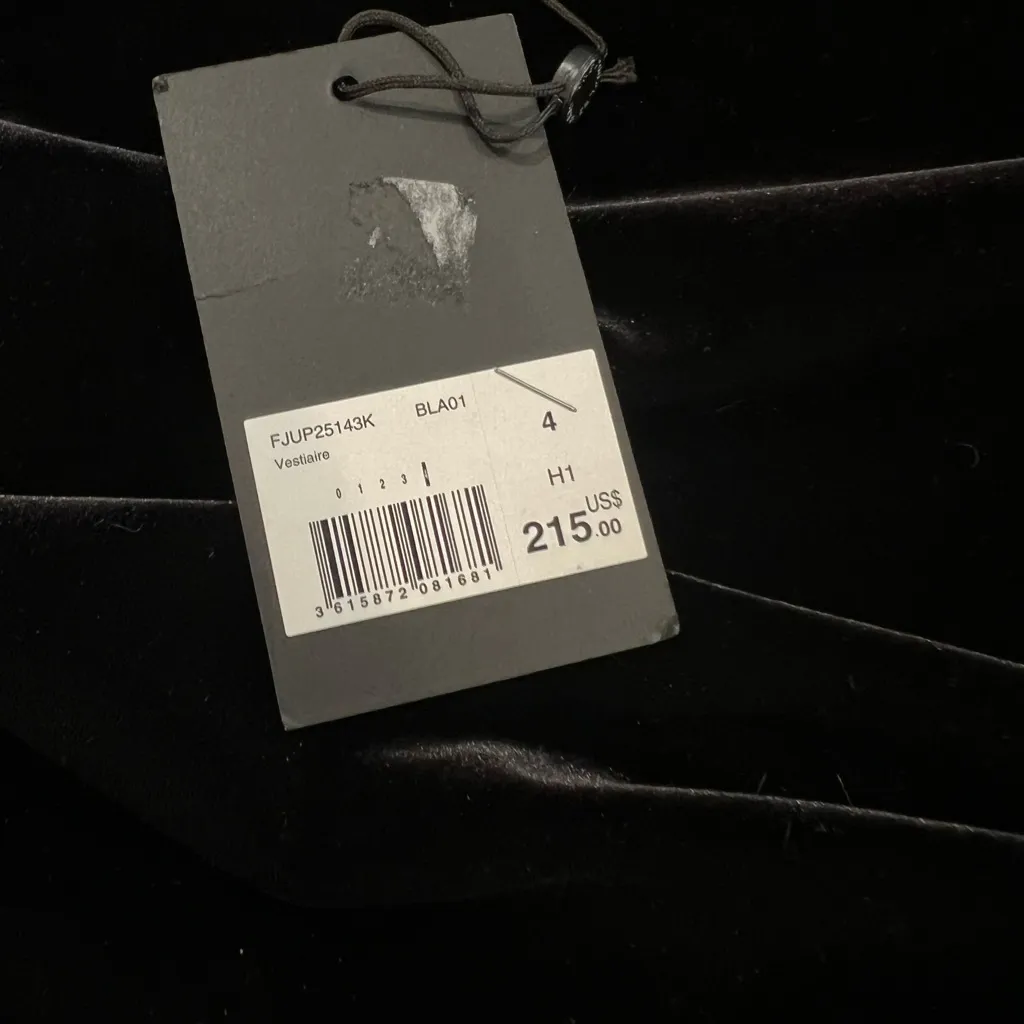 FJUP25143K BLA01
Vestiaire
0 1 2 3
3 615872 081681
4
H1
US$
215.00